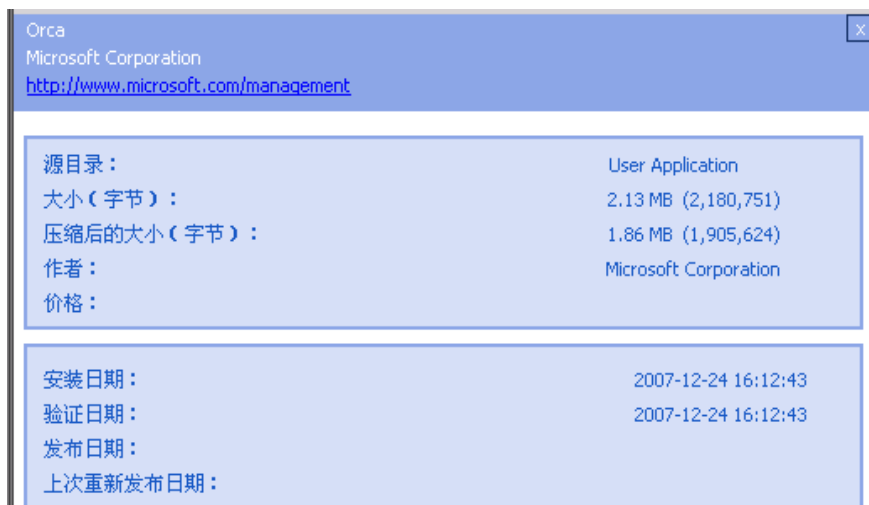 Orca
x
Microsoft Corporation
http://www.microsoft.com/management
源目录： User Application
大小（字节）： 2.13 MB (2,180,751)
压缩后的大小（字节）： 1.86 MB (1,905,624)
作者： Microsoft Corporation
价格：
安装日期： 2007-12-24 16:12:43
验证日期： 2007-12-24 16:12:43
发布日期：
上次重新发布日期：